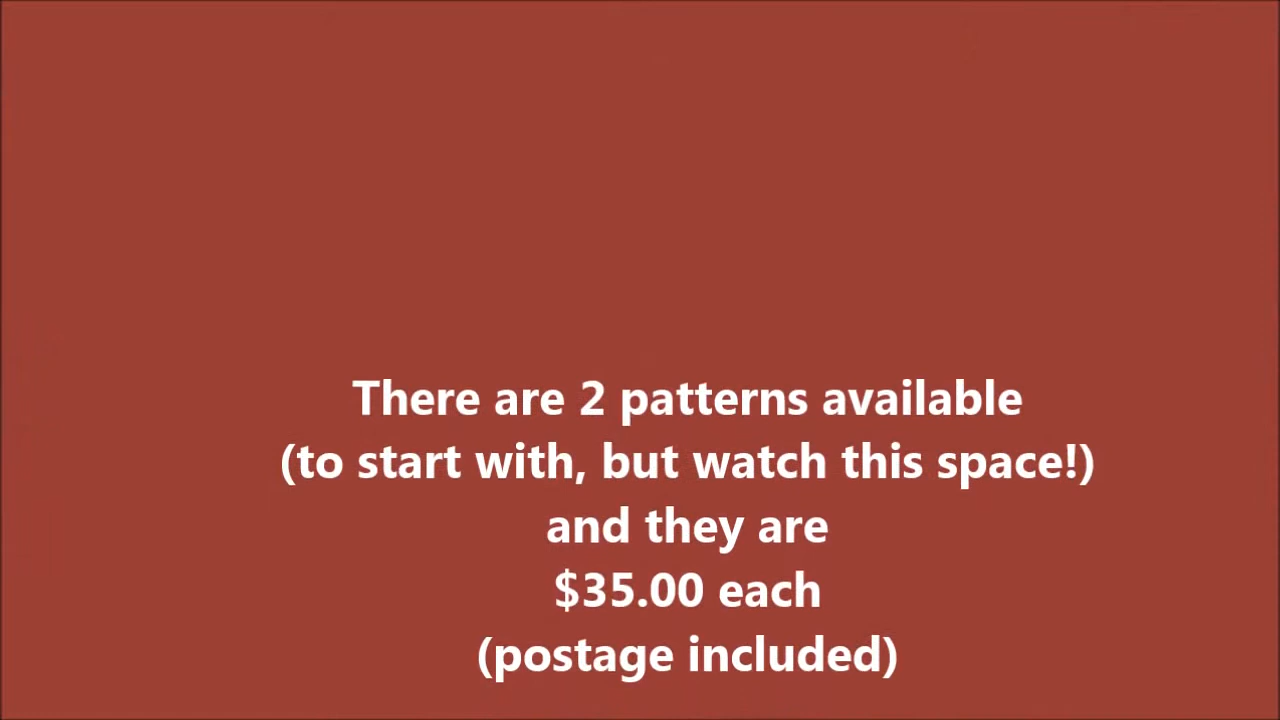 There are 2 patterns available
(to start with, but watch this space!)
and they are
$35.00 each
(postage included)